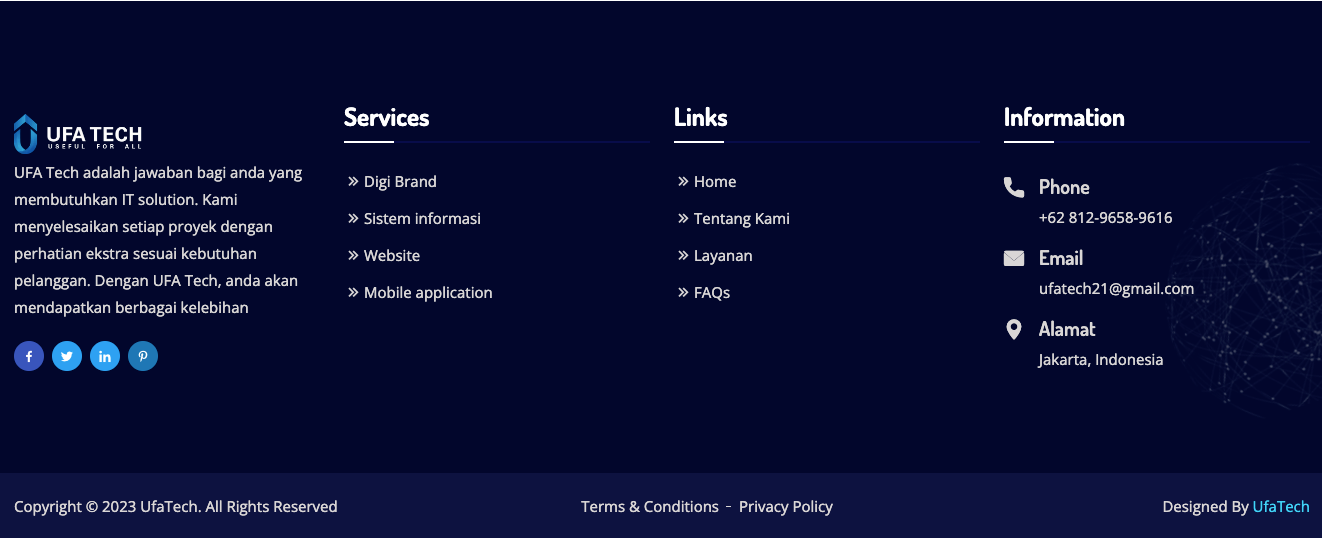 UFA TECH
USEFUL FOR ALL
UFA Tech adalah jawaban bagi anda yang
membutuhkan IT solution. Kami
menyelesaikan setiap proyek dengan
perhatian ekstra sesuai kebutuhan
pelanggan. Dengan UFA Tech, anda akan
mendapatkan berbagai kelebihan
Services
Digi Brand
Sistem informasi
Website
Mobile application
Links
Home
Tentang Kami
Layanan
FAQs
Information
Phone
+62 812-9658-9616
Email
ufatech21@gmail.com
Alamat
Jakarta, Indonesia
Copyright © 2023 UfaTech. All Rights Reserved
Terms & Conditions - Privacy Policy
Designed By UfaTech